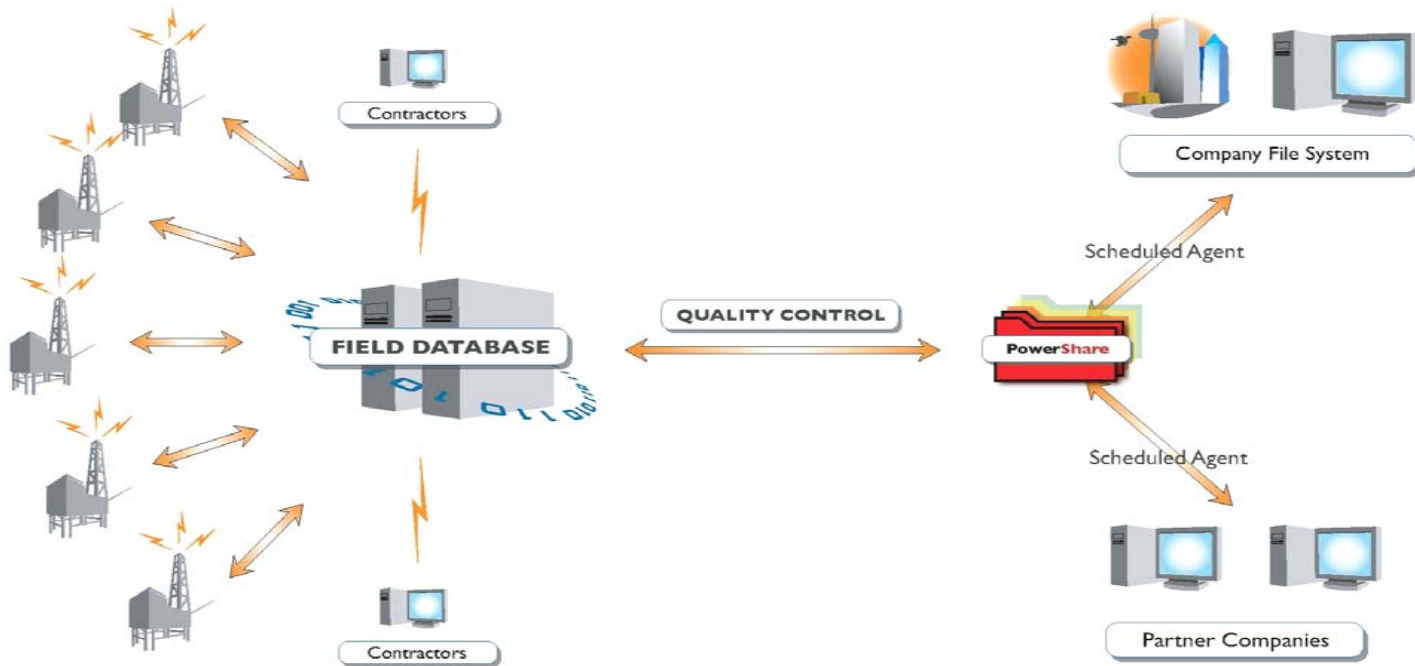 Contractors
Company File System
Scheduled Agent
QUALITY CONTROL
FIELD DATABASE
PowerShare
Scheduled Agent
Contractors
Partner Companies